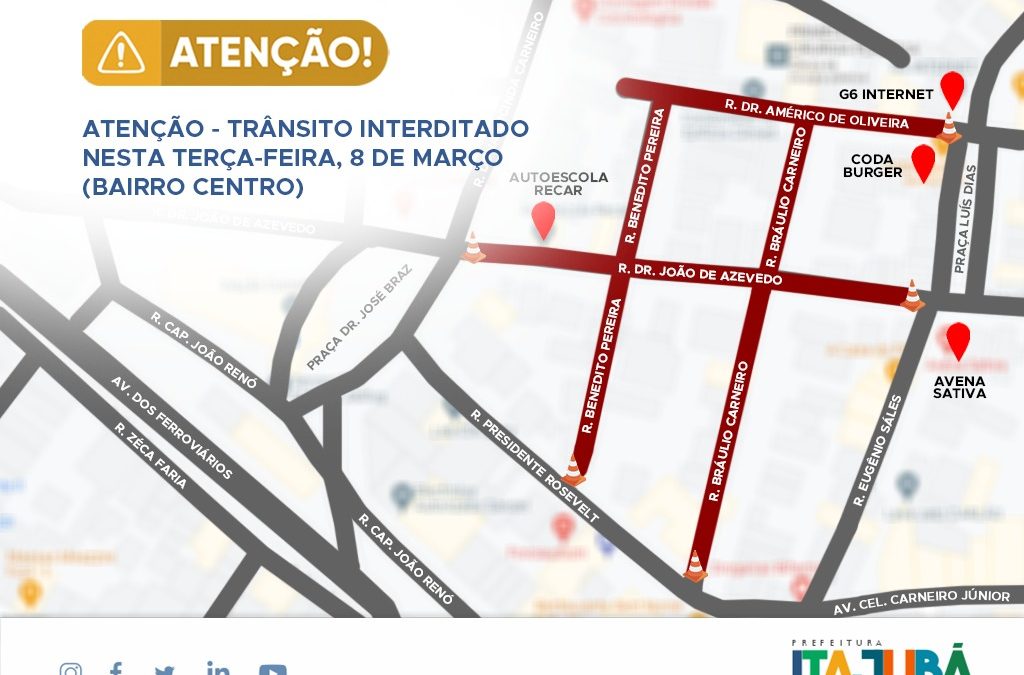 ATENÇÃO!
ATENÇÃO - TRÂNSITO INTERDITADO
NESTA TERÇA-FEIRA, 8 DE MARÇO
(BAIRRO CENTRO)
CARNEIRO
G6 INTERNET
R. DR. AMÉRICO DE OLIVEIRA
CODA
BURGER
AUTOESCOLA
RECAR
R. BENEDITO PEREIRA
R. BRÁULIO CARNEIRO
PRAÇA LUÍS DIAS
R. DR. JOÃO DE AZEVEDO
R. DR. JOÃO DE AZEVEDO
PRAÇA DR. JOSÉ BRAZ
R. CAP. JOÃO RENÓ
AVENA
SATIVA
R. BENEDITO PEREIRA
R. BRÁULIO CARNEIRO
R. EUGÊNIO SÁLES
AV. DOS FERROVIÁRIOS
R. ZÉCA FARIA
R. PRESIDENTE ROSEVELT
R. CAP. JOÃO RENÓ
AV. CEL. CARNEIRO JÚNIOR
PREFEITURA
ITAJUBÁ